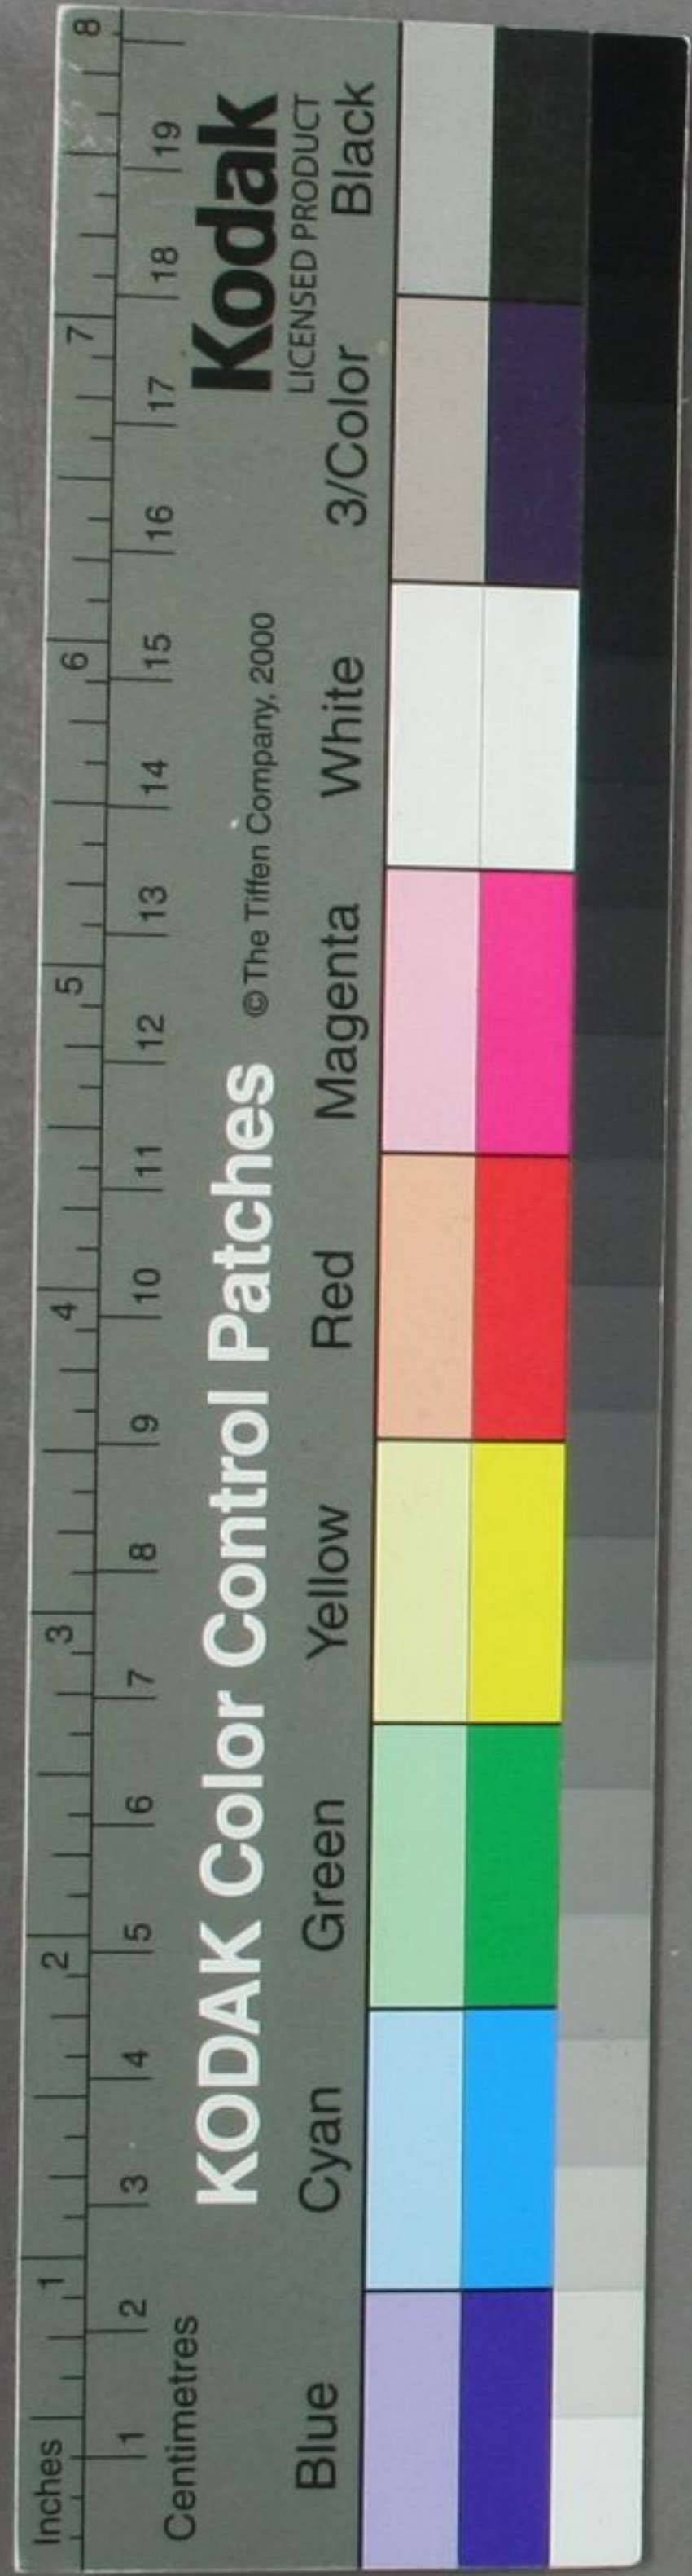 Inches 1 2 3 4 5 6 7 8
1 2 3 4 5 6 7 8 9 10 11 12 13 14 15 16 17 18 19
Centimetres
KODAK Color Control Patches
© The Tiffen Company, 2000
Kodak
LICENSED PRODUCT
Blue Cyan Green Yellow Red Magenta White 3/Color Black